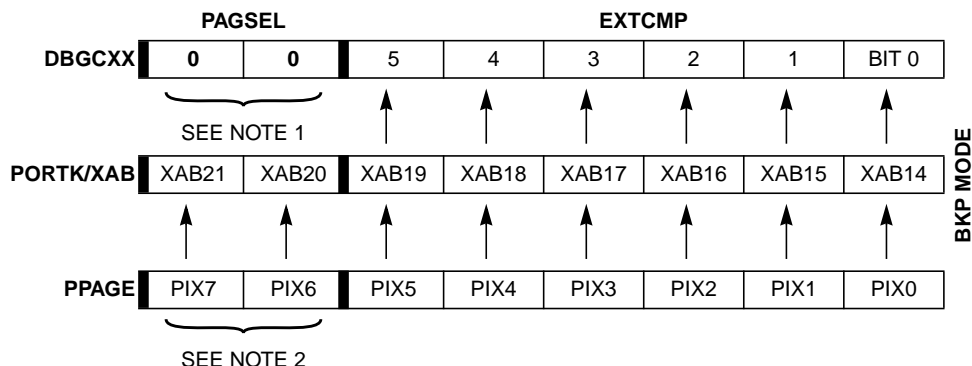 PAGSEL EXTCMP
DBGCXX 0 0 5 4 3 2 1 BIT 0
SEE NOTE 1
PORTK/XAB XAB21 XAB20 XAB19 XAB18 XAB17 XAB16 XAB15 XAB14
BKP MODE
PPAGE PIX7 PIX6 PIX5 PIX4 PIX3 PIX2 PIX1 PIX0
SEE NOTE 2